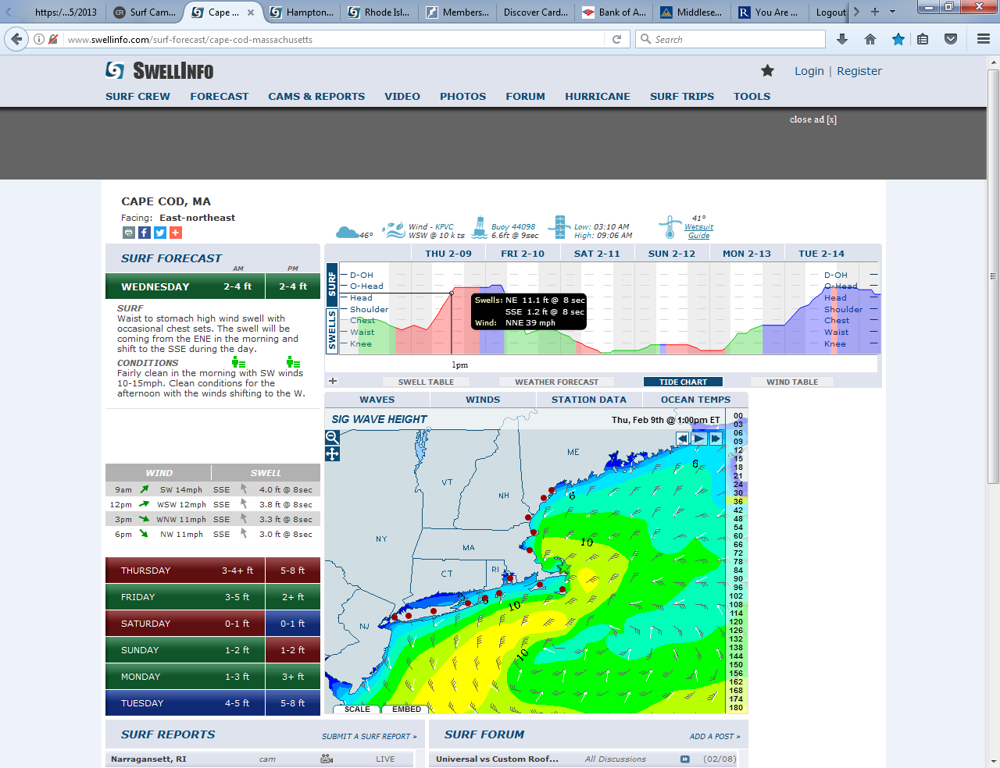 https:/...5/2013
Surf Cam...
Cape ...
Hampton...
Rhode Isl...
Members...
Discover Card...
Bank of A...
Middlese...
You Are ...
Logout
www.swellinfo.com/surf-forecast/cape-cod-massachusetts
Search
SWELLINFO
Login | Register
SURF CREW FORECAST CAMS & REPORTS VIDEO PHOTOS FORUM HURRICANE SURF TRIPS TOOLS
close ad [x]
CAPE COD, MA
Facing: East-northeast
46°
Wind - KPVC
WSW @ 10 k ts
Buoy 44098
6.6ft @ 9sec
Low: 03:10 AM
High: 09:06 AM
41°
Wetsuit
Guide
SURF FORECAST
AM PM
WEDNESDAY 2-4 ft 2-4 ft
SURF
Waist to stomach high wind swell with
occasional chest sets. The swell will be
coming from the ENE in the morning and
shift to the SSE during the day.
CONDITIONS
Fairly clean in the morning with SW winds
10-15mph. Clean conditions for the
afternoon with the winds shifting to the W.
WIND SWELL
9am SW 14mph SSE 4.0 ft @ 8sec
12pm WSW 12mph SSE 3.8 ft @ 8sec
3pm WNW 11mph SSE 3.3 ft @ 8sec
6pm NW 11mph SSE 3.0 ft @ 8sec
THURSDAY 3-4+ ft 5-8 ft
FRIDAY 3-5 ft 2+ ft
SATURDAY 0-1 ft 0-1 ft
SUNDAY 1-2 ft 1-2 ft
MONDAY 1-3 ft 3+ ft
TUESDAY 4-5 ft 5-8 ft
THU 2-09 FRI 2-10 SAT 2-11 SUN 2-12 MON 2-13 TUE 2-14
SURF
SWELLS
D-OH D-OH
O-Head O-Head
Head Head
Shoulder Shoulder
Chest Chest
Waist Waist
Knee Knee
Swells: NE 11.1 ft @ 8 sec
SSE 1.2 ft @ 8 sec
Wind: NNE 39 mph
1pm
+ SWELL TABLE WEATHER FORECAST TIDE CHART WIND TABLE
WAVES WINDS STATION DATA OCEAN TEMPS
SIG WAVE HEIGHT
Thu, Feb 9th @ 1:00pm ET
ME
VT
NH
NY
MA
CT
RI
NJ
6
6
10
10
10
00
03
06
09
12
15
18
21
24
30
36
42
48
54
60
66
72
78
84
90
96
102
108
114
120
126
132
138
144
150
156
162
168
174
180
SCALE EMBED
SURF REPORTS SUBMIT A SURF REPORT »
Narragansett, RI cam LIVE
SURF FORUM ADD A POST »
Universal vs Custom Roof... All Discussions (02/08)